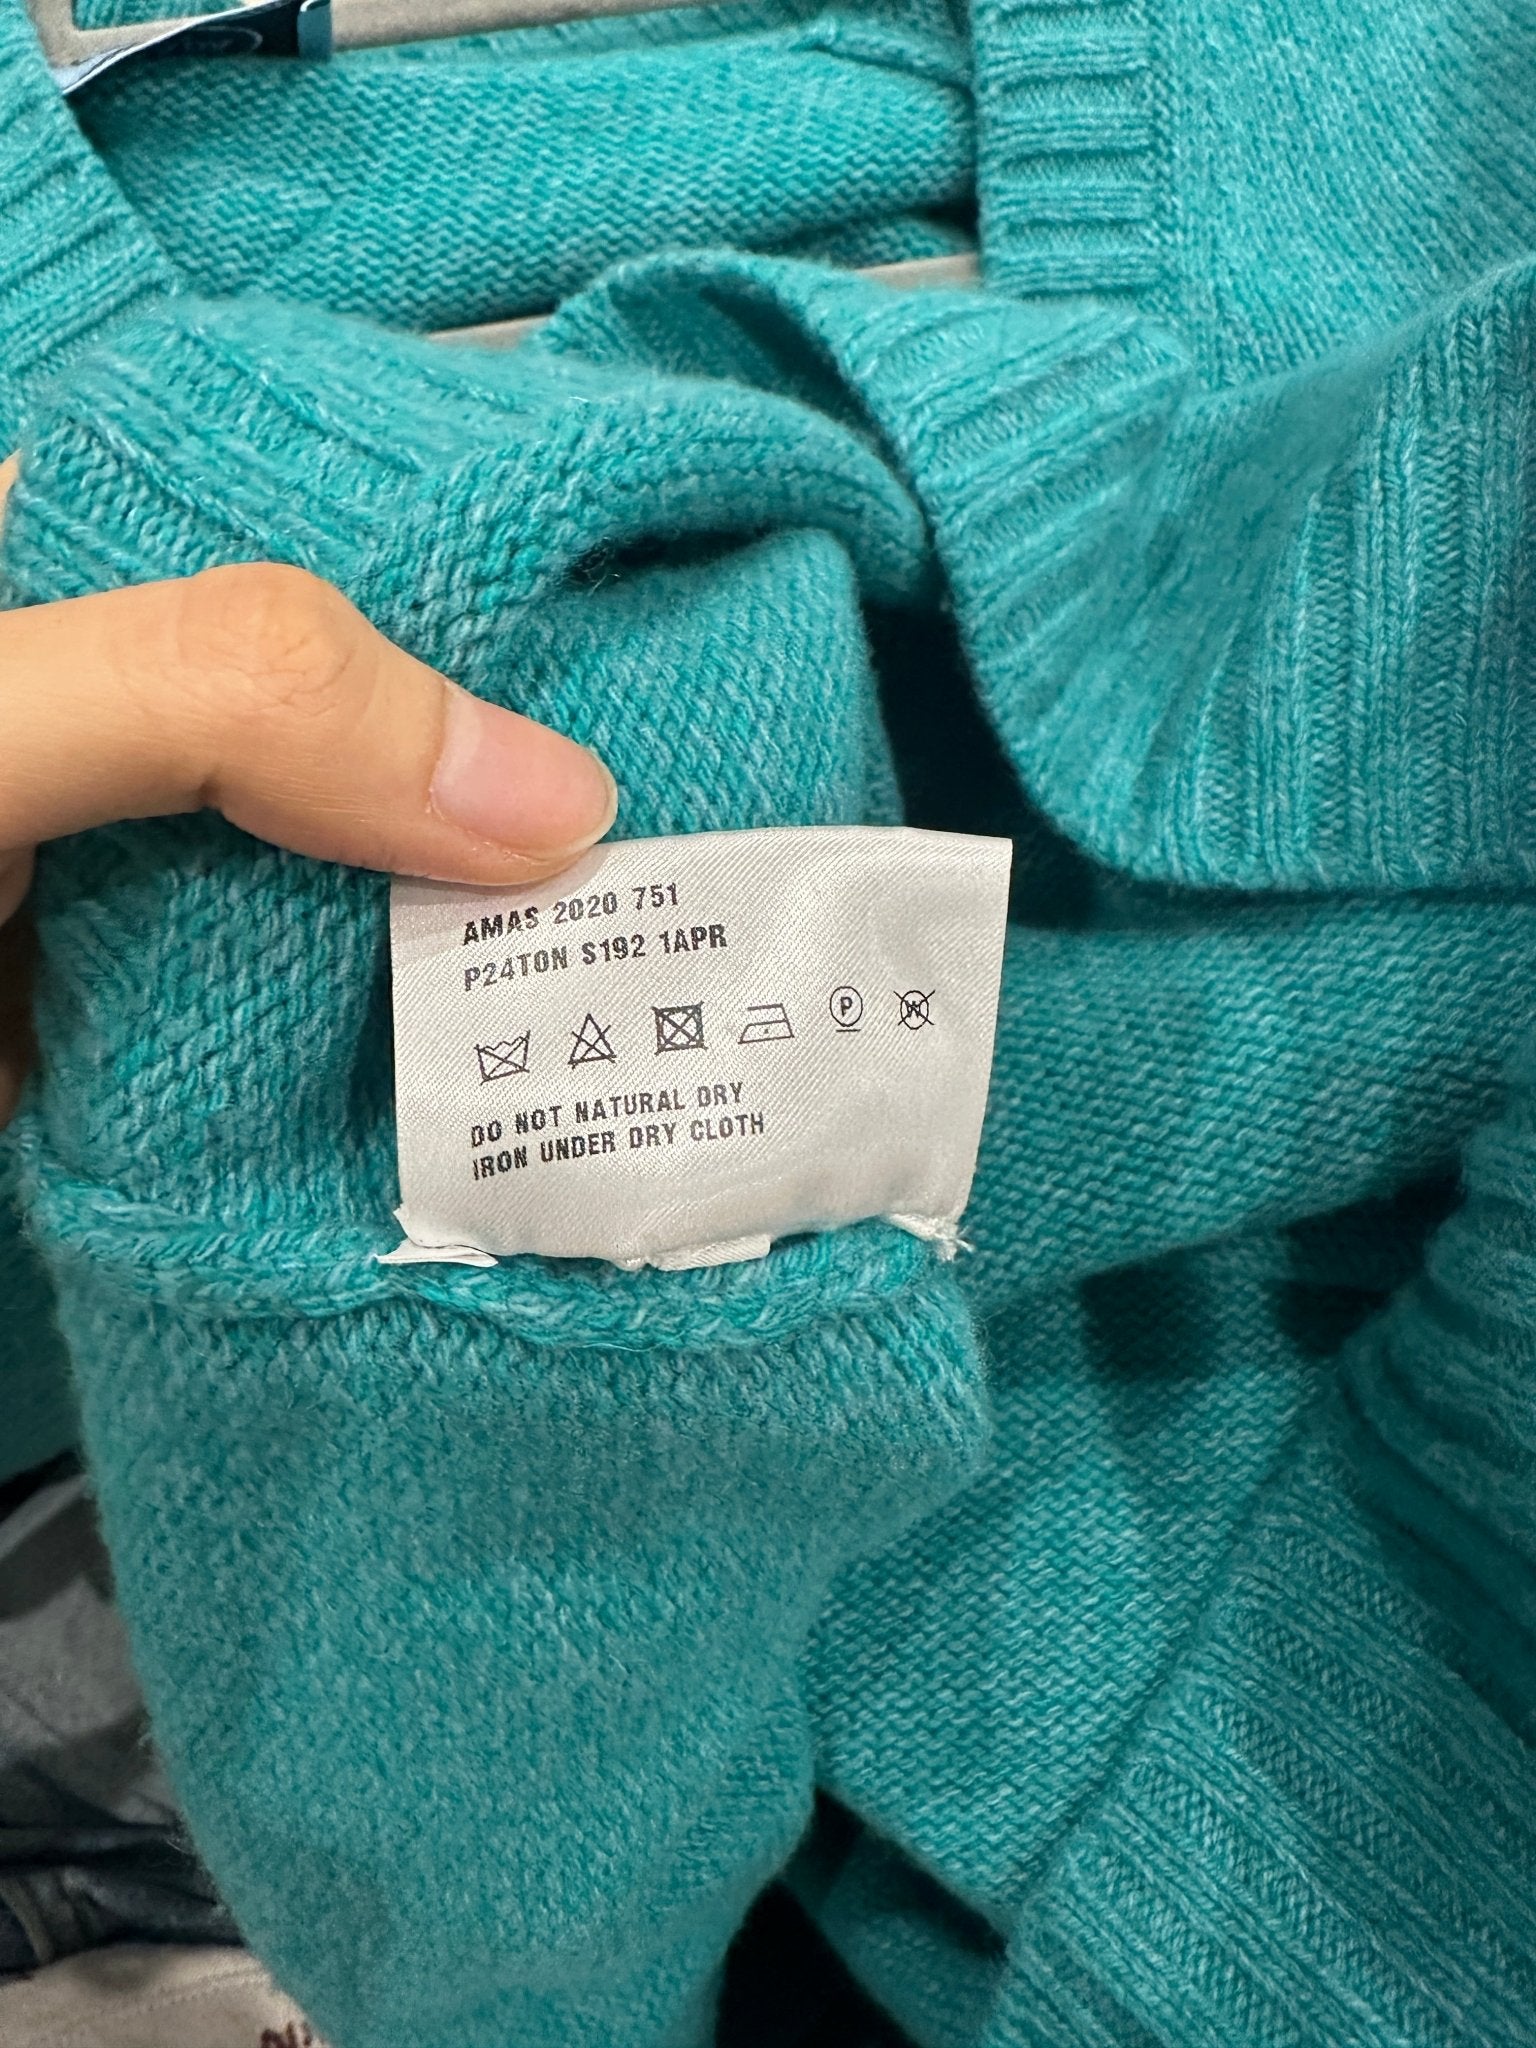 AMAS 2020 751
P24TON S192 1APR
P W
DO NOT NATURAL DRY
IRON UNDER DRY CLOTH